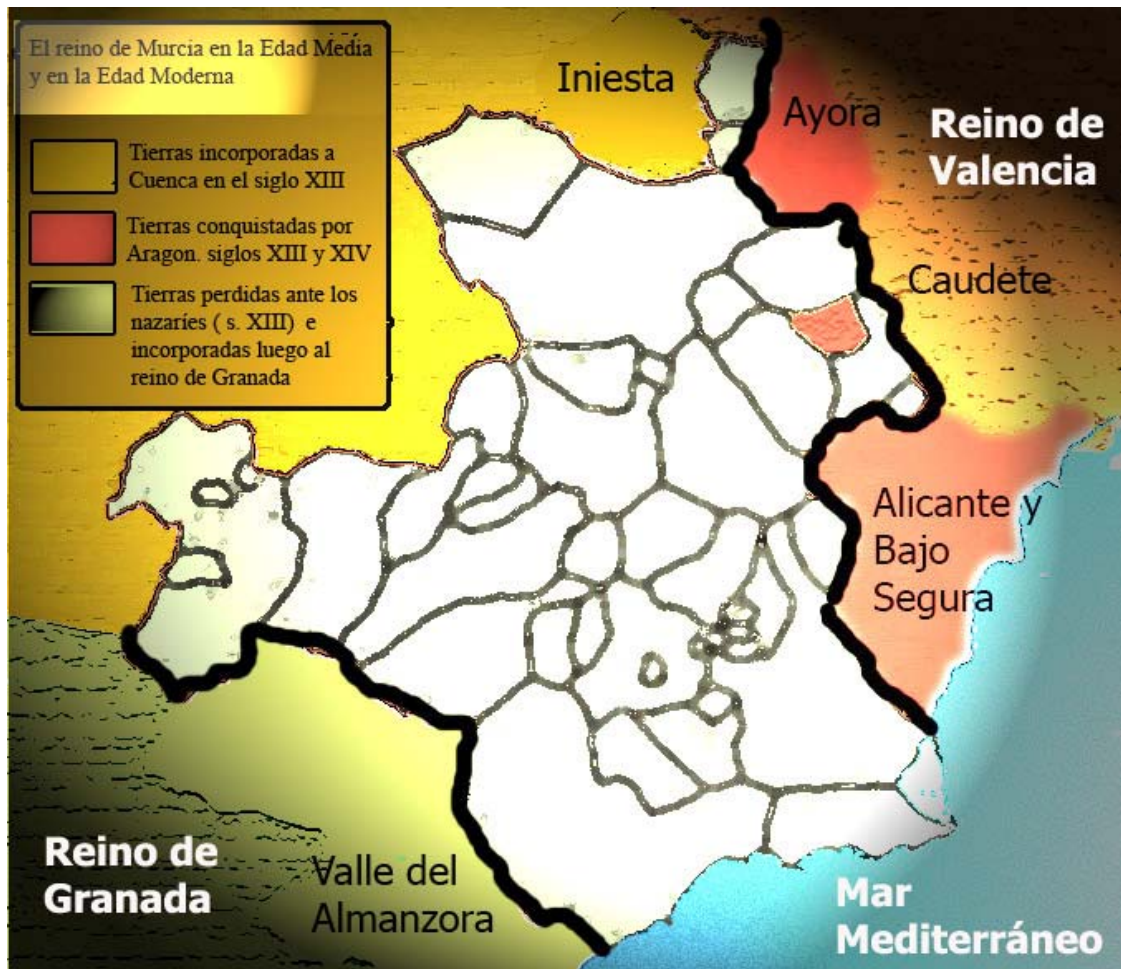 El reino de Murcia en la Edad Media
y en la Edad Moderna
Tierras incorporadas a
Cuenca en el siglo XIII
Tierras conquistadas por
Aragon. siglos XIII y XIV
Tierras perdidas ante los
nazaríes ( s. XIII) e
incorporadas luego al
reino de Granada
Iniesta
Ayora
Reino de
Valencia
Caudete
Alicante y
Bajo
Segura
Reino de
Granada
Valle del
Almanzora
Mar
Mediterráneo